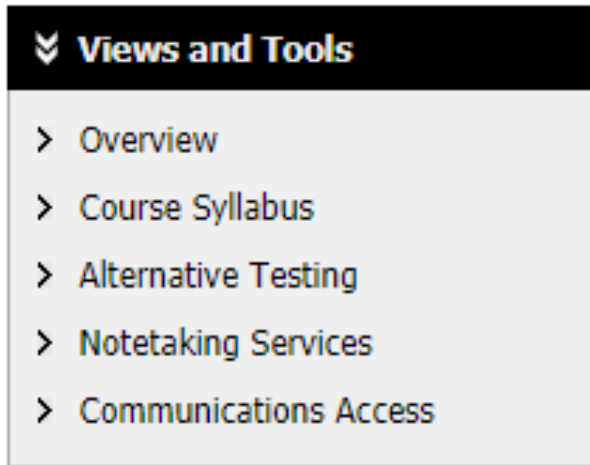 Views and Tools
Overview
Course Syllabus
Alternative Testing
Notetaking Services
Communications Access